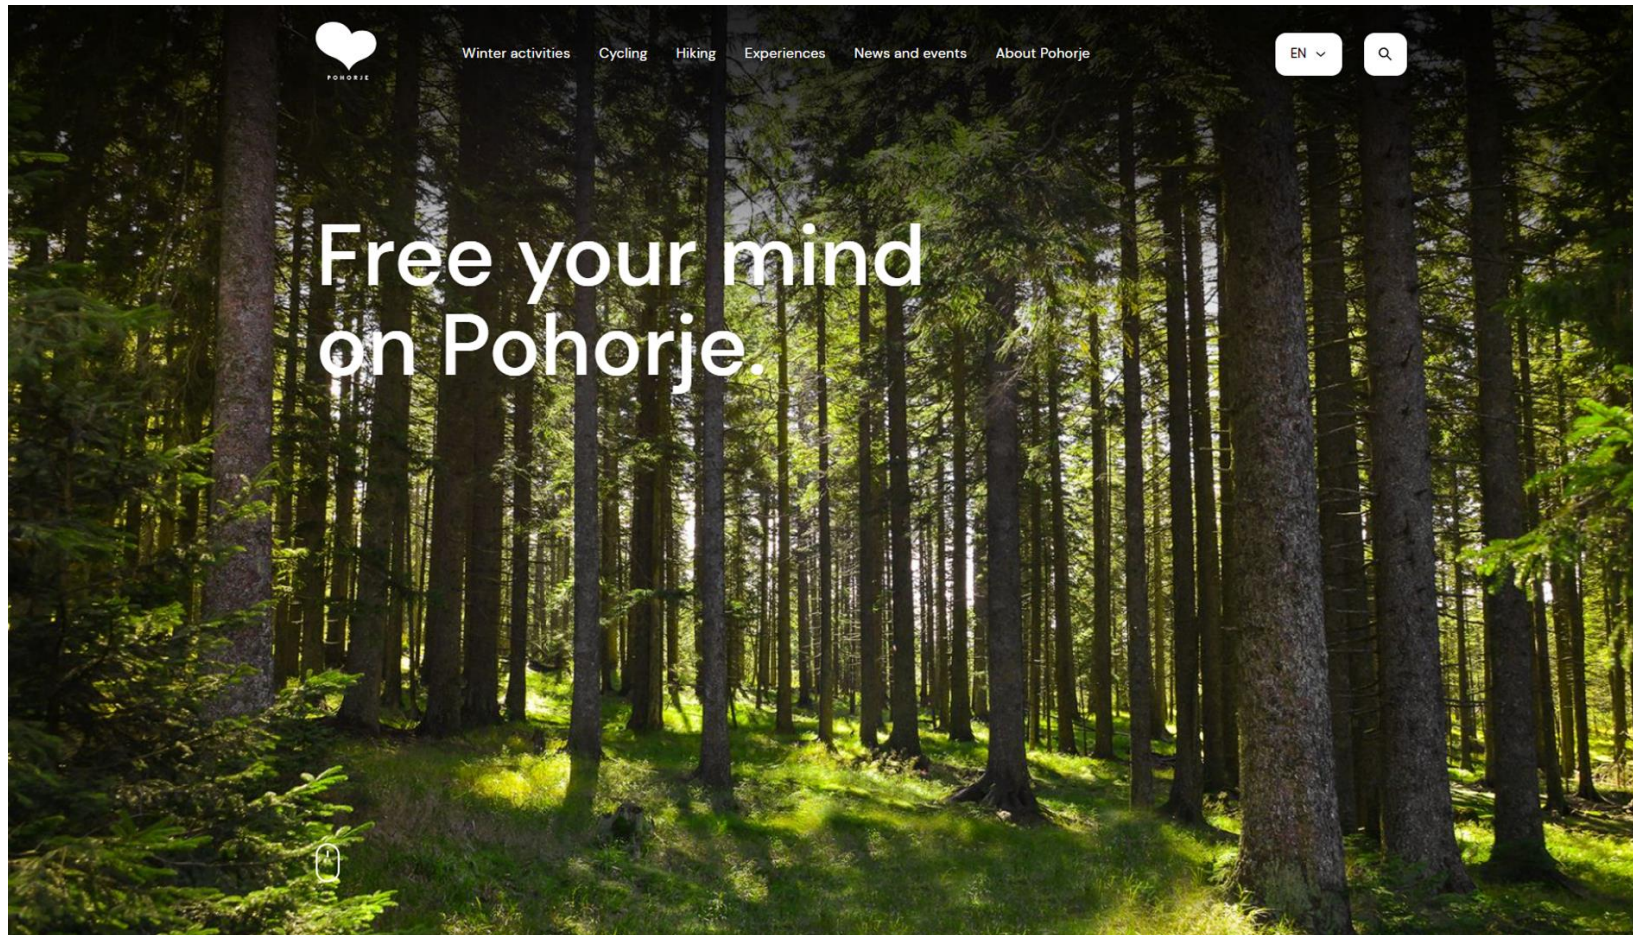 POHORJE
Winter activities Cycling Hiking Experiences News and events About Pohorje
EN
Free your mind
on Pohorje.